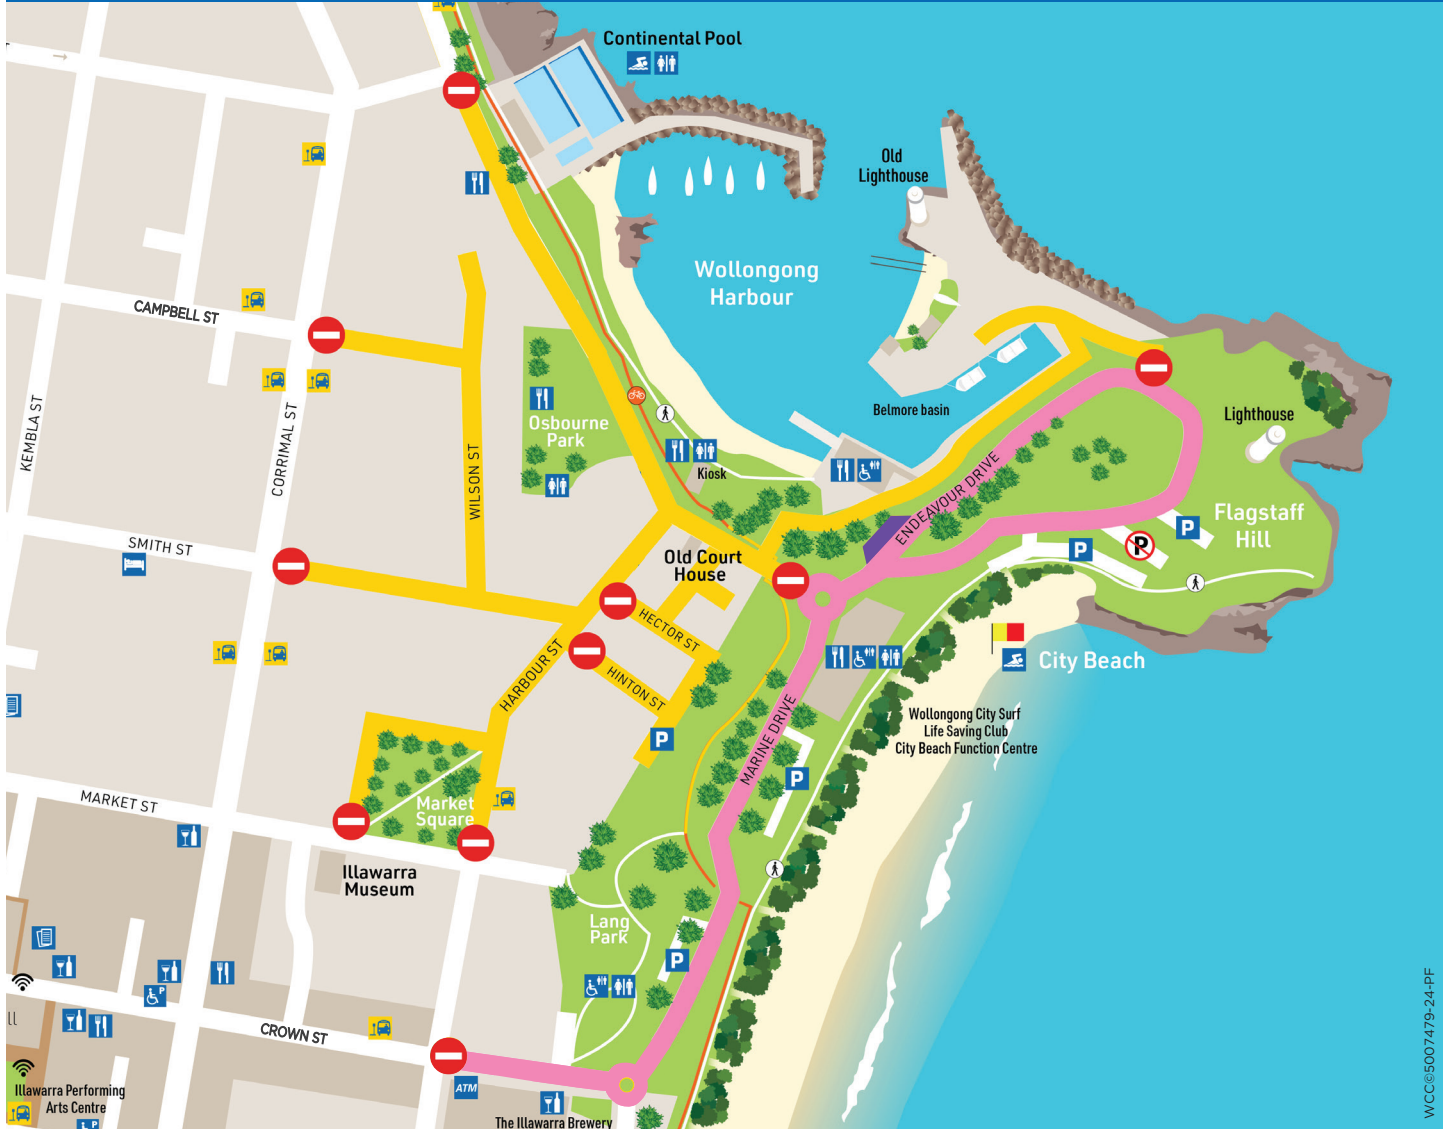 Continental Pool
Old
Lighthouse
Wollongong
Harbour
CAMPBELL ST
KEMBLA ST
CORRIMAL ST
WILSON ST
Osbourne
Park
Kiosk
Belmore basin
Lighthouse
ENDEAVOUR DRIVE
Flagstaff
Hill
P
P
P
SMITH ST
Old Court
House
HECTOR ST
HINTON ST
HARBOUR ST
P
City Beach
Wollongong City Surf
Life Saving Club
City Beach Function Centre
MARINE DRIVE
P
MARKET ST
Market
Square
Illawarra
Museum
Lang
Park
P
P
CROWN ST
ll
ATM
Illawarra Performing
Arts Centre
P
The Illawarra Brewery
WCC©5007479-24-PF